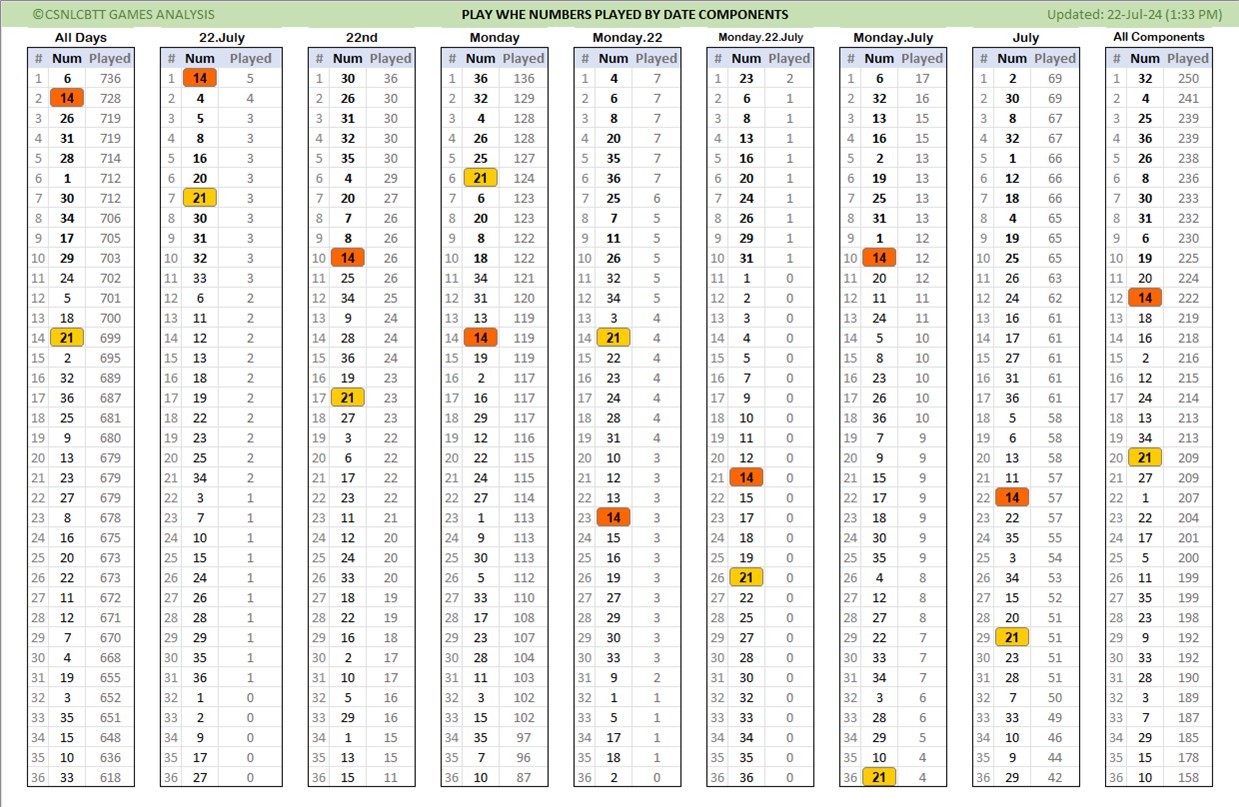 ©CSNLCBTT GAMES ANALYSIS PLAY WHE NUMBERS PLAYED BY DATE COMPONENTS Updated: 22-Jul-24 (1:33 PM)
All Days 22.July 22nd Monday Monday.22 Monday.22.July Monday.July July All Components
# Num Played # Num Played # Num Played # Num Played # Num Played # Num Played # Num Played # Num Played # Num Played
1 6 736 1 14 5 1 30 36 1 36 136 1 4 7 1 23 2 1 6 17 1 2 69 1 32 250
2 14 728 2 4 4 2 26 30 2 32 129 2 6 7 2 6 1 2 32 16 2 30 69 2 4 241
3 26 719 3 5 3 3 31 30 3 4 128 3 8 7 3 8 1 3 13 15 3 8 67 3 25 239
4 31 719 4 8 3 4 32 30 4 26 128 4 20 7 4 13 1 4 16 15 4 32 67 4 36 239
5 28 714 5 16 3 5 35 30 5 25 127 5 35 7 5 16 1 5 2 13 5 1 66 5 26 238
6 1 712 6 20 3 6 4 29 6 21 124 6 36 7 6 20 1 6 19 13 6 12 66 6 8 236
7 30 712 7 21 3 7 20 27 7 6 123 7 25 6 7 24 1 7 25 13 7 18 66 7 30 233
8 34 706 8 30 3 8 7 26 8 20 123 8 7 5 8 26 1 8 31 13 8 4 65 8 31 232
9 17 705 9 31 3 9 8 26 9 8 122 9 11 5 9 29 1 9 1 12 9 19 65 9 6 230
10 29 703 10 32 3 10 14 26 10 18 122 10 26 5 10 31 1 10 14 12 10 25 65 10 19 225
11 24 702 11 33 3 11 25 26 11 34 121 11 32 5 11 1 0 11 20 12 11 26 63 11 20 224
12 5 701 12 6 2 12 34 25 12 31 120 12 34 5 12 2 0 12 11 11 12 24 62 12 14 222
13 18 700 13 11 2 13 9 24 13 13 119 13 3 4 13 3 0 13 24 11 13 16 61 13 18 219
14 21 699 14 12 2 14 28 24 14 14 119 14 21 4 14 4 0 14 5 10 14 17 61 14 16 218
15 2 695 15 13 2 15 36 24 15 19 119 15 22 4 15 5 0 15 8 10 15 27 61 15 2 216
16 32 689 16 18 2 16 19 23 16 2 117 16 23 4 16 7 0 16 23 10 16 31 61 16 12 215
17 36 687 17 19 2 17 21 23 17 16 117 17 24 4 17 9 0 17 26 10 17 36 61 17 24 214
18 25 681 18 22 2 18 27 23 18 29 117 18 28 4 18 10 0 18 36 10 18 5 58 18 13 213
19 9 680 19 23 2 19 3 22 19 12 116 19 31 4 19 11 0 19 7 9 19 6 58 19 34 213
20 13 679 20 25 2 20 6 22 20 22 115 20 10 3 20 12 0 20 9 9 20 13 58 20 21 209
21 23 679 21 34 2 21 17 22 21 24 115 21 12 3 21 14 0 21 15 9 21 11 57 21 27 209
22 27 679 22 3 1 22 23 22 22 27 114 22 13 3 22 15 0 22 17 9 22 14 57 22 1 207
23 8 678 23 7 1 23 11 21 23 1 113 23 14 3 23 17 0 23 18 9 23 22 57 23 22 204
24 16 675 24 10 1 24 12 20 24 9 113 24 15 3 24 18 0 24 30 9 24 35 55 24 17 201
25 20 673 25 15 1 25 24 20 25 30 113 25 16 3 25 19 0 25 35 9 25 3 54 25 5 200
26 22 673 26 24 1 26 33 20 26 5 112 26 19 3 26 21 0 26 4 8 26 34 53 26 11 199
27 11 672 27 26 1 27 18 19 27 33 110 27 27 3 27 22 0 27 12 8 27 15 52 27 35 199
28 12 671 28 28 1 28 22 19 28 17 108 28 29 3 28 25 0 28 27 8 28 20 51 28 23 198
29 7 670 29 29 1 29 16 18 29 23 107 29 30 3 29 27 0 29 22 7 29 21 51 29 9 192
30 4 668 30 35 1 30 2 17 30 28 104 30 33 3 30 28 0 30 33 7 30 23 51 30 33 192
31 19 655 31 36 1 31 10 17 31 11 103 31 9 2 31 30 0 31 34 7 31 28 51 31 28 190
32 3 652 32 1 0 32 5 16 32 3 102 32 1 1 32 32 0 32 3 6 32 7 50 32 3 189
33 35 651 33 2 0 33 29 16 33 15 102 33 5 1 33 33 0 33 28 6 33 33 49 33 7 187
34 15 648 34 9 0 34 1 15 34 35 97 34 17 1 34 34 0 34 29 5 34 10 46 34 29 185
35 10 636 35 17 0 35 13 15 35 7 96 35 18 1 35 35 0 35 10 4 35 9 44 35 15 178
36 33 618 36 27 0 36 15 11 36 10 87 36 2 0 36 36 0 36 21 4 36 29 42 36 10 158